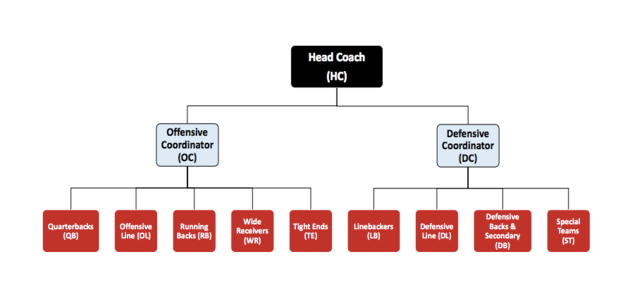 Head Coach
(HC)
Offensive
Coordinator
(OC)
Defensive
Coordinator
(DC)
Quarterbacks
(QB)
Offensive
Line (OL)
Running
Backs (RB)
Wide
Receivers
(WR)
Tight Ends
(TE)
Linebackers
(LB)
Defensive
Line (DL)
Defensive
Backs &
Secondary
(DB)
Special
Teams
(ST)